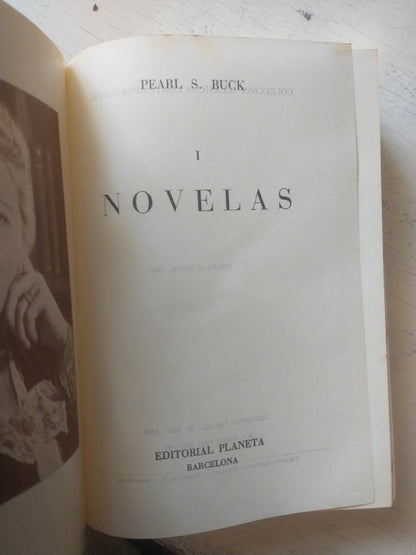 PEARL S. BUCK
I
NOVELAS
EDITORIAL PLANETA
BARCELONA